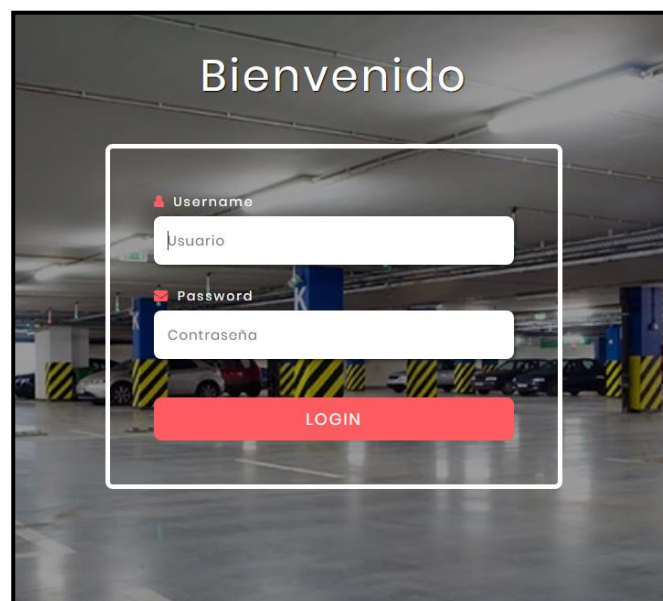 Bienvenido
Username
Usuario
Password
Contraseña
LOGIN
K
K